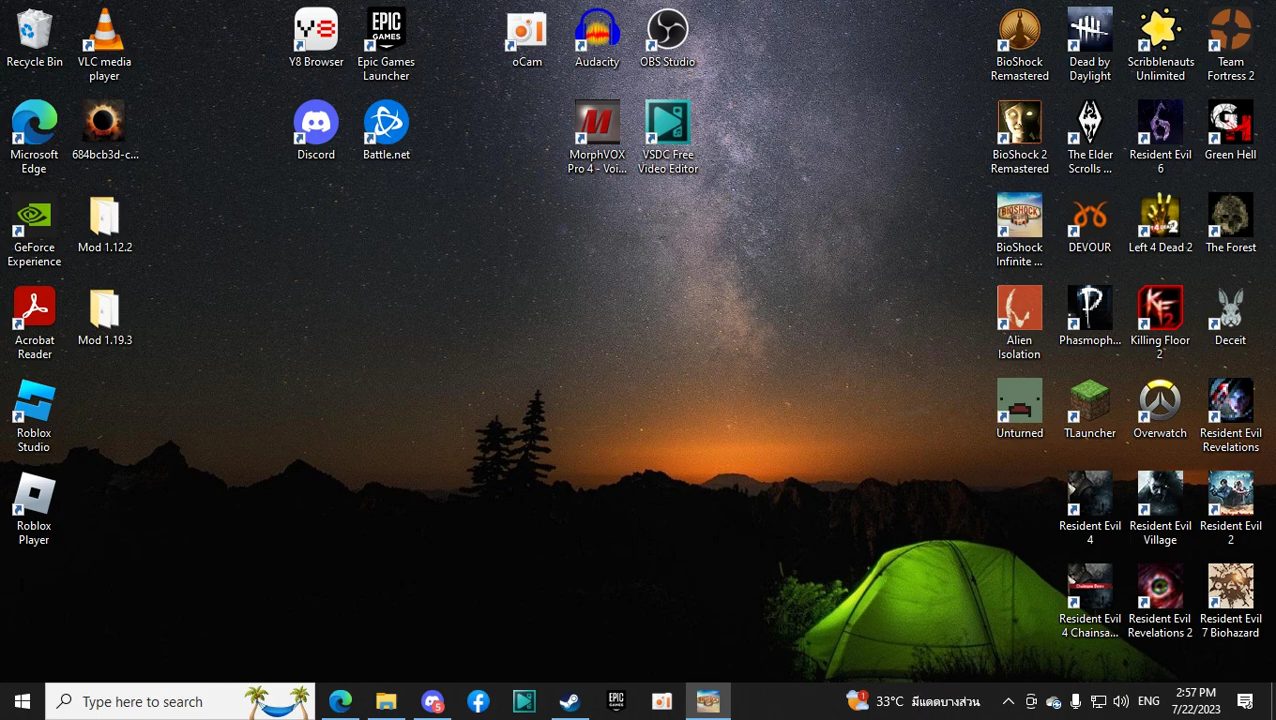 Recycle Bin
VLC media player
Y8 Browser
Y8
Epic Games Launcher
EPIC GAMES
oCam
Audacity
OBS Studio
BioShock Remastered
Dead by Daylight
Scribblenauts Unlimited
Team Fortress 2
Microsoft Edge
684bcb3d-c...
Discord
Battle.net
MorphVOX Pro 4 - Voi...
VSDC Free Video Editor
BioShock 2 Remastered
The Elder Scrolls ...
Resident Evil 6
Green Hell
GeForce Experience
Mod 1.12.2
BioShock Infinite ...
DEVOUR
Left 4 Dead 2
The Forest
Acrobat Reader
Mod 1.19.3
Alien Isolation
Phasmoph...
Killing Floor 2
Deceit
Roblox Studio
Unturned
TLauncher
Overwatch
Resident Evil Revelations
Roblox Player
Resident Evil 4
Resident Evil Village
Resident Evil 2
Resident Evil 4 Chainsa...
Resident Evil Revelations 2
Resident Evil 7 Biohazard
Type here to search
5
EPIC
1
33°C มีแดดบางส่วน
ENG
2:57 PM
7/22/2023